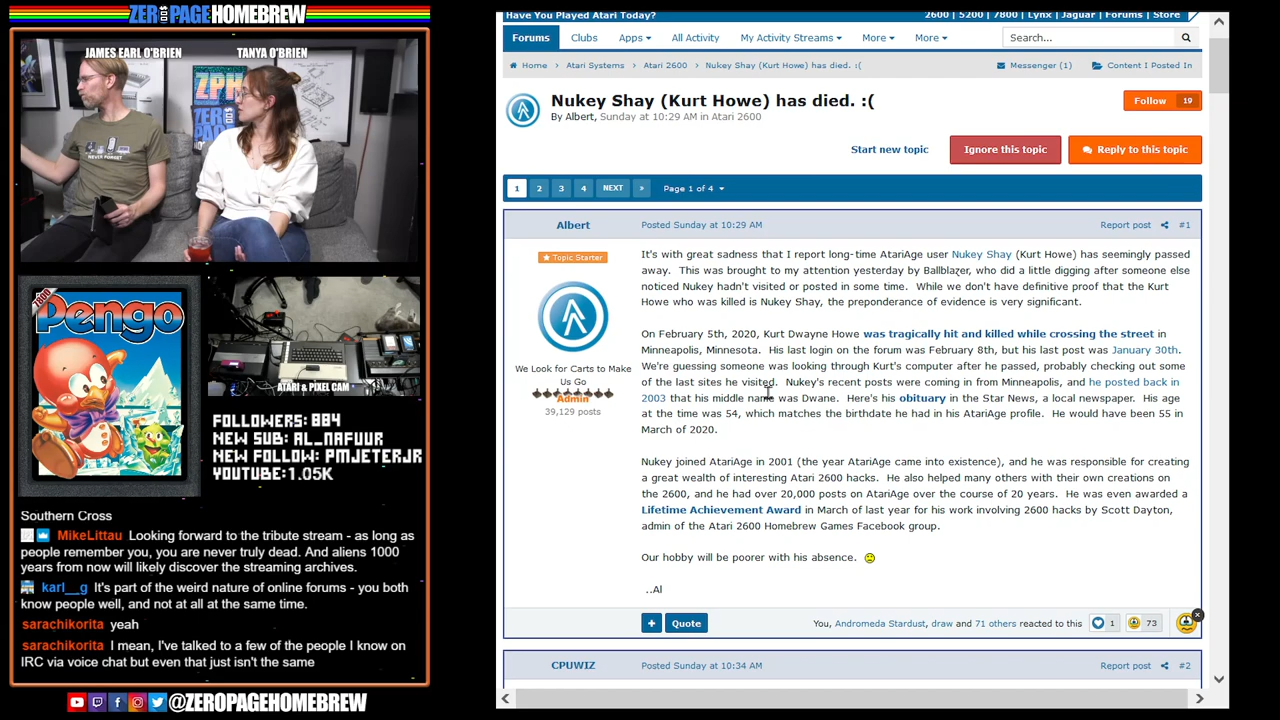 ZERO PAGE HOMEBREW
JAMES EARL O'BRIEN
TANYA O'BRIEN
NEVER FORGET
ZPH
7800
Pengo
ATARI & PIXEL CAM
FOLLOWERS: 884
NEW SUB: AL_NAFUUR
NEW FOLLOW: PMJETERJR
YOUTUBE:1.05K
Southern Cross
MikeLittau Looking forward to the tribute stream - as long as
people remember you, you are never truly dead. And aliens 1000
years from now will likely discover the streaming archives.
karl__g It's part of the weird nature of online forums - you both
know people well, and not at all at the same time.
sarachikorita yeah
sarachikorita I mean, I've talked to a few of the people I know on
IRC via voice chat but even that just isn't the same
@ZEROPAGEHOMEBREW
Have You Played Atari Today?
2600 | 5200 | 7800 | Lynx | Jaguar | Forums | Store
Forums Clubs Apps All Activity My Activity Streams More More Search...
Home Atari Systems Atari 2600 Nukey Shay (Kurt Howe) has died. :( Messenger (1) Content I Posted In
Nukey Shay (Kurt Howe) has died. :(
By Albert, Sunday at 10:29 AM in Atari 2600
Follow 19
Start new topic Ignore this topic Reply to this topic
1 2 3 4 NEXT » Page 1 of 4
Albert Posted Sunday at 10:29 AM Report post #1
Topic Starter
We Look for Carts to Make
Us Go
Admin
39,129 posts
It's with great sadness that I report long-time AtariAge user Nukey Shay (Kurt Howe) has seemingly passed
away. This was brought to my attention yesterday by Ballblazer, who did a little digging after someone else
noticed Nukey hadn't visited or posted in some time. While we don't have definitive proof that the Kurt
Howe who was killed is Nukey Shay, the preponderance of evidence is very significant.
On February 5th, 2020, Kurt Dwayne Howe was tragically hit and killed while crossing the street in
Minneapolis, Minnesota. His last login on the forum was February 8th, but his last post was January 30th.
We're guessing someone was looking through Kurt's computer after he passed, probably checking out some
of the last sites he visited. Nukey's recent posts were coming in from Minneapolis, and he posted back in
2003 that his middle name was Dwane. Here's his obituary in the Star News, a local newspaper. His age
at the time was 54, which matches the birthdate he had in his AtariAge profile. He would have been 55 in
March of 2020.
Nukey joined AtariAge in 2001 (the year AtariAge came into existence), and he was responsible for creating
a great wealth of interesting Atari 2600 hacks. He also helped many others with their own creations on
the 2600, and he had over 20,000 posts on AtariAge over the course of 20 years. He was even awarded a
Lifetime Achievement Award in March of last year for his work involving 2600 hacks by Scott Dayton,
admin of the Atari 2600 Homebrew Games Facebook group.
Our hobby will be poorer with his absence.
..Al
+ Quote You, Andromeda Stardust, draw and 71 others reacted to this 1 73
CPUWIZ Posted Sunday at 10:34 AM Report post #2